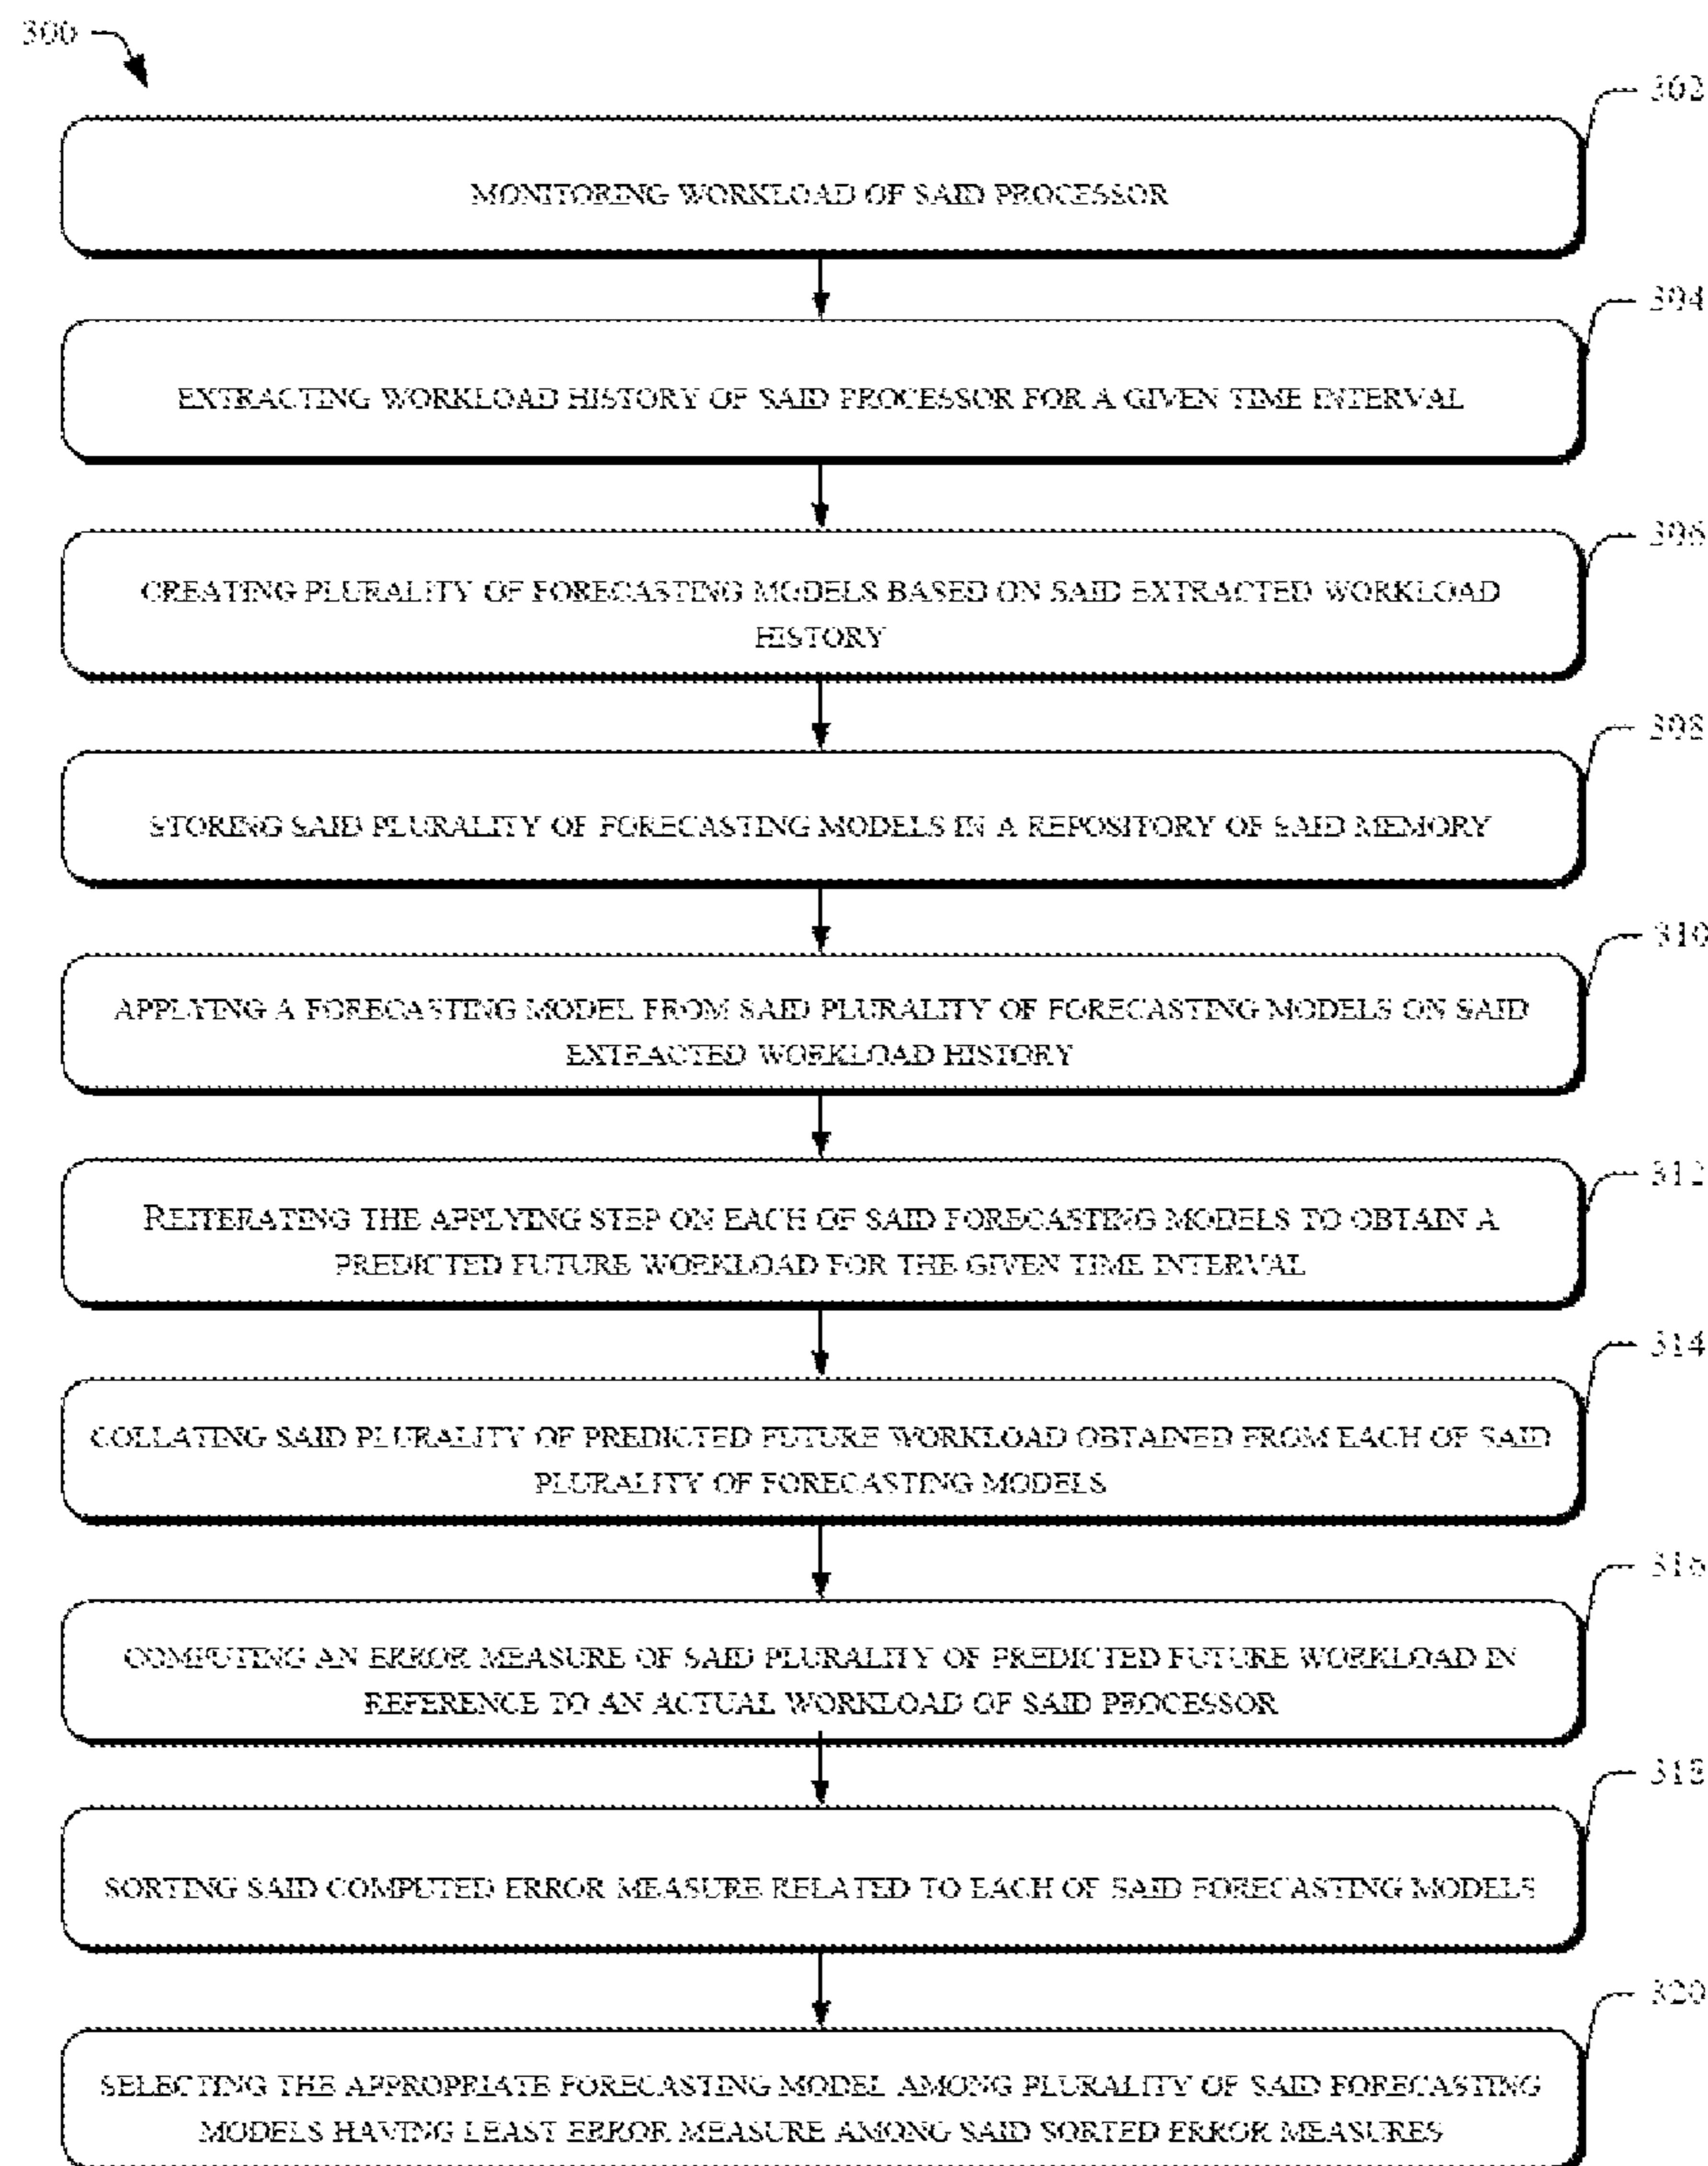 300
302
MONITORING WORKLOAD OF SAID PROCESSOR
304
EXTRACTING WORKLOAD HISTORY OF SAID PROCESSOR FOR A GIVEN TIME INTERVAL
306
CREATING PLURALITY OF FORECASTING MODELS BASED ON SAID EXTRACTED WORKLOAD
HISTORY
308
STORING SAID PLURALITY OF FORECASTING MODELS IN A REPOSITORY OF SAID MEMORY
310
APPLYING A FORECASTING MODEL FROM SAID PLURALITY OF FORECASTING MODELS ON SAID
EXTRACTED WORKLOAD HISTORY
312
REITERATING THE APPLYING STEP ON EACH OF SAID FORECASTING MODELS TO OBTAIN A
PREDICTED FUTURE WORKLOAD FOR THE GIVEN TIME INTERVAL
314
COLLATING SAID PLURALITY OF PREDICTED FUTURE WORKLOAD OBTAINED FROM EACH OF SAID
PLURALITY OF FORECASTING MODELS
316
COMPUTING AN ERROR MEASURE OF SAID PLURALITY OF PREDICTED FUTURE WORKLOAD IN
REFERENCE TO AN ACTUAL WORKLOAD OF SAID PROCESSOR
318
SORTING SAID COMPUTED ERROR MEASURE RELATED TO EACH OF SAID FORECASTING MODELS
320
SELECTING THE APPROPRIATE FORECASTING MODEL AMONG PLURALITY OF SAID FORECASTING
MODELS HAVING LEAST ERROR MEASURE AMONG SAID SORTED ERROR MEASURES